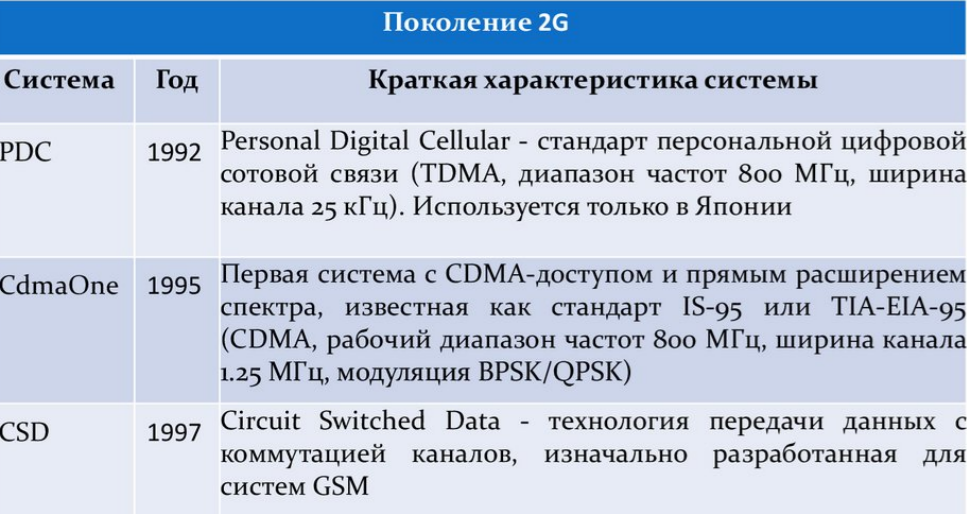 Поколение 2G
Система Год Краткая характеристика системы
PDC 1992 Personal Digital Cellular - стандарт персональной цифровой
сотовой связи (TDMA, диапазон частот 800 МГц, ширина
канала 25 кГц). Используется только в Японии
CdmaOne 1995 Первая система с CDMA-доступом и прямым расширением
спектра, известная как стандарт IS-95 или TIA-EIA-95
(CDMA, рабочий диапазон частот 800 МГц, ширина канала
1.25 МГц, модуляция BPSK/QPSK)
CSD 1997 Circuit Switched Data - технология передачи данных с
коммутацией каналов, изначально разработанная для
систем GSM